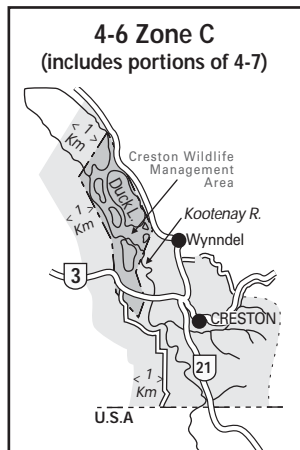 4-6 Zone C
(includes portions of 4-7)
< 1 >
Km
Creston Wildlife
Management
Area
Duck L.
< 1 >
Km
Kootenay R.
Wynndel
3
CRESTON
21
< 1 >
Km
U.S.A